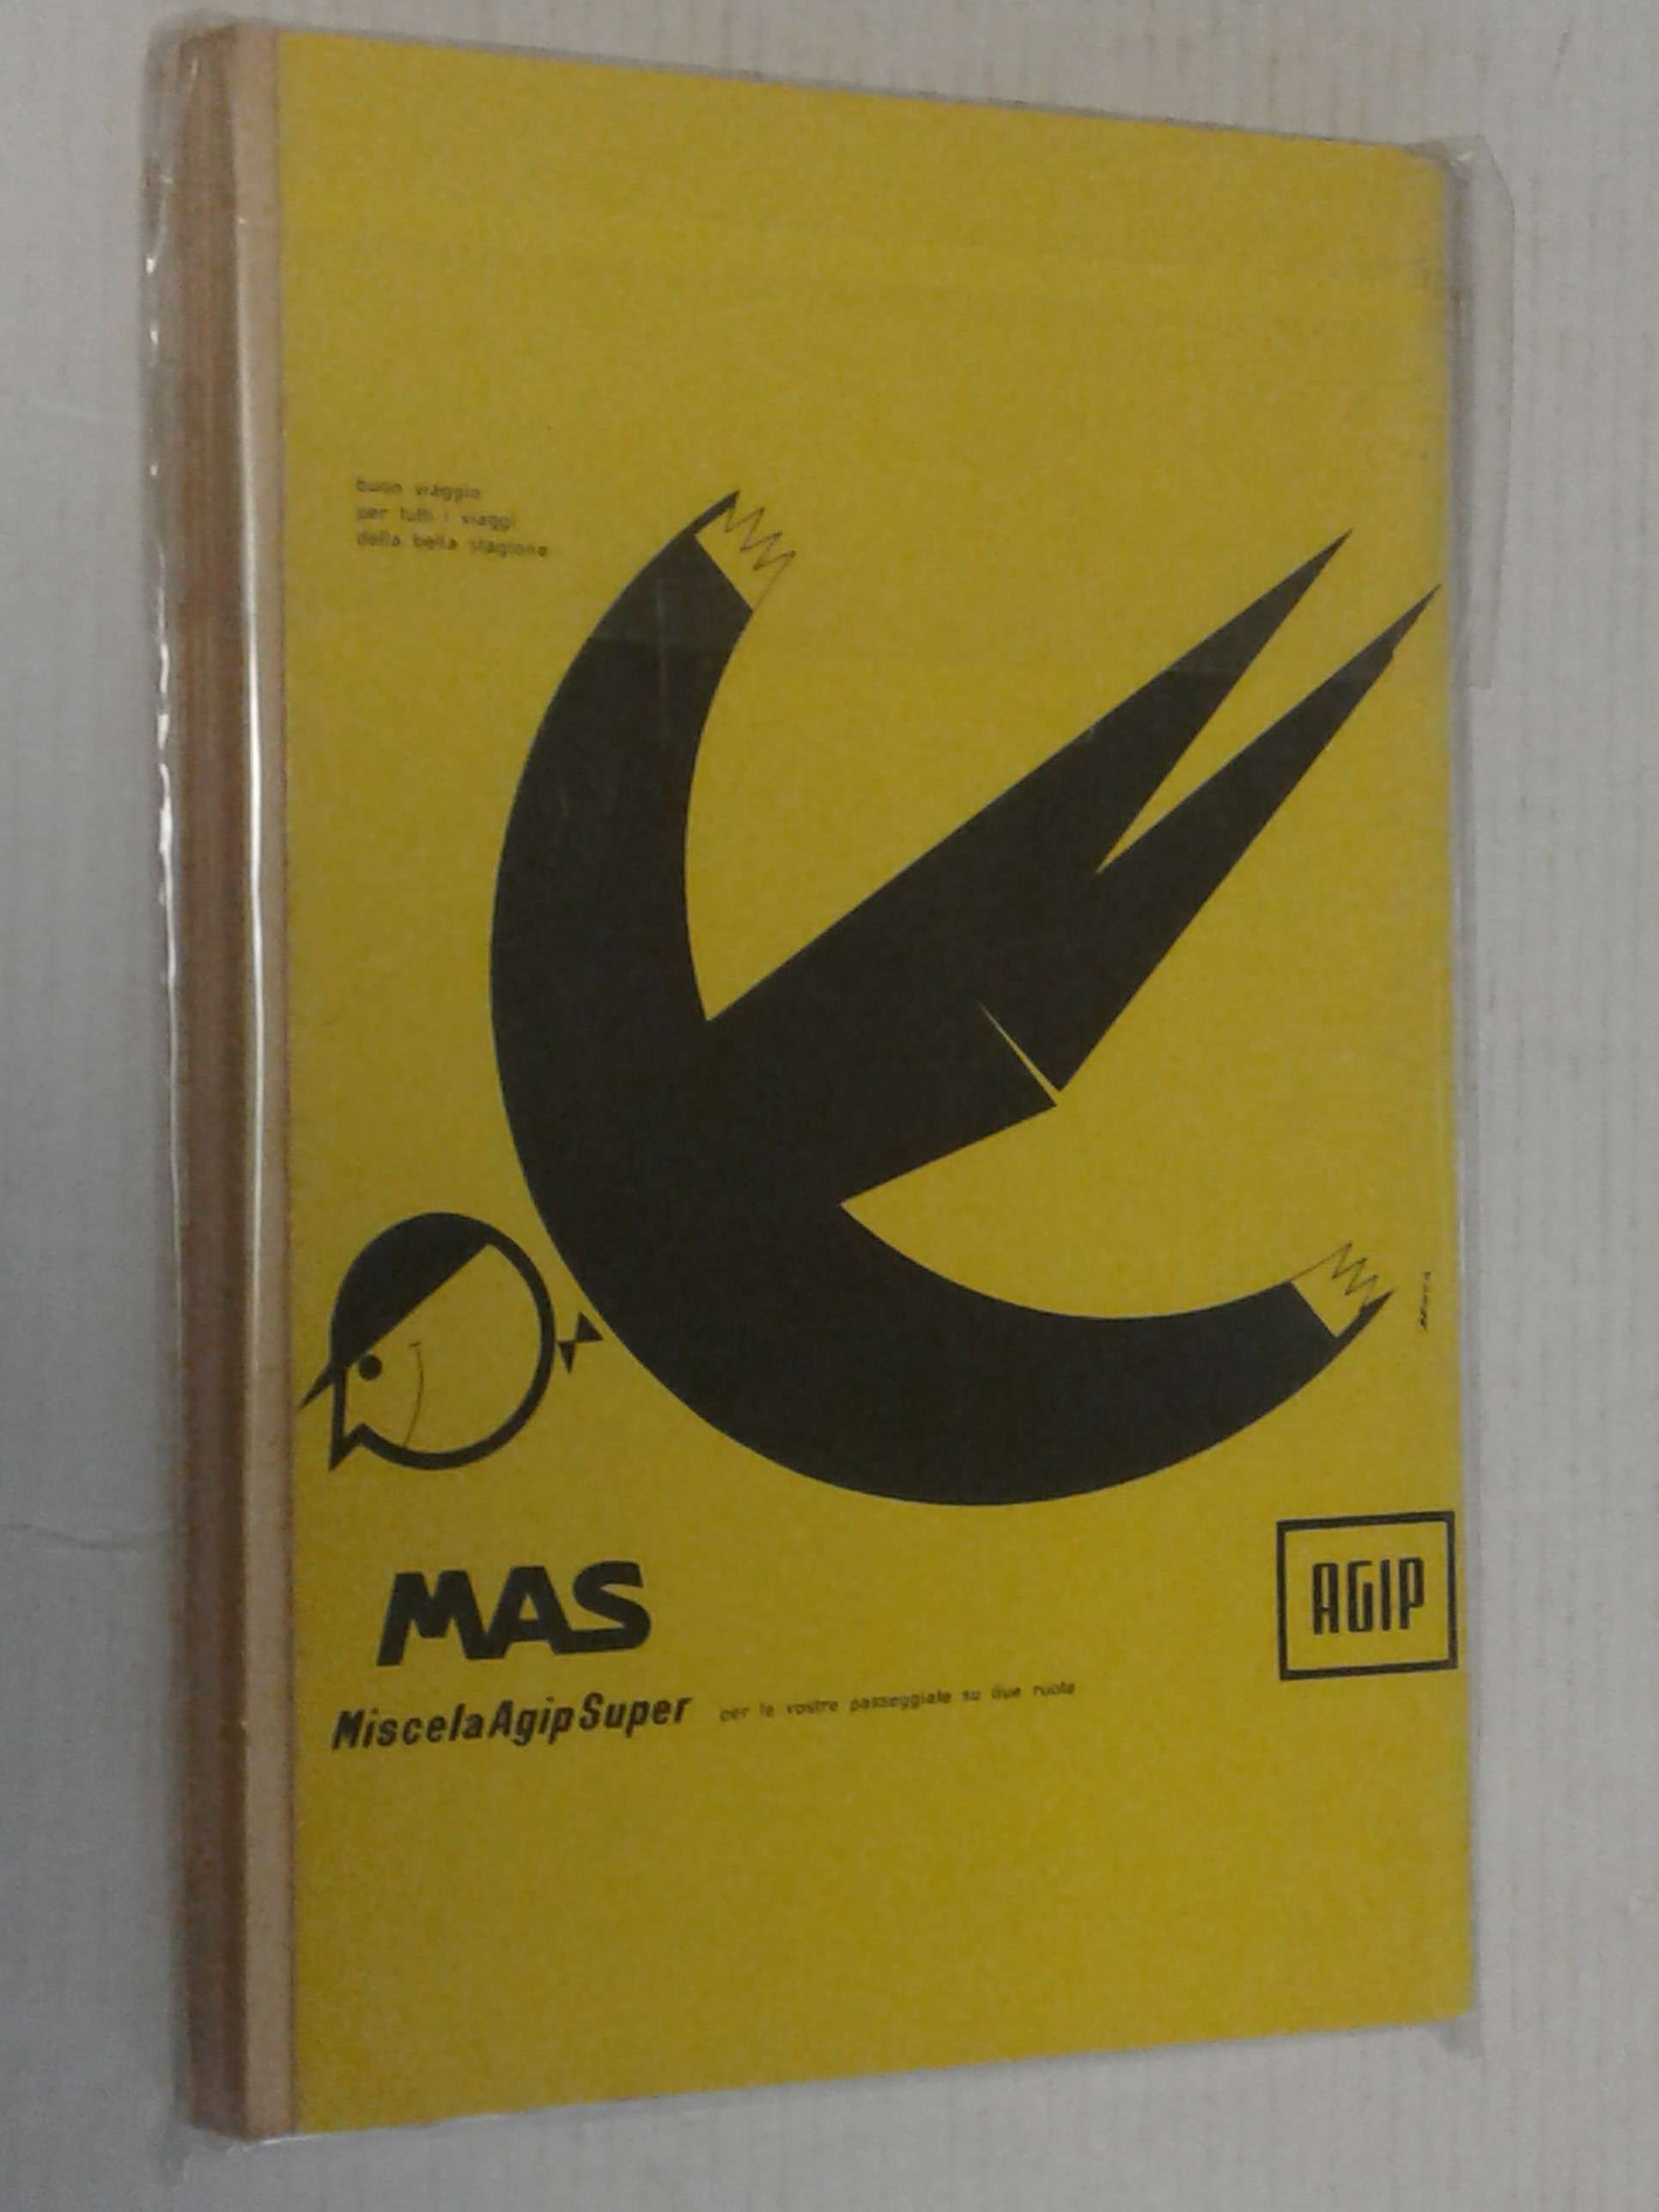 buon viaggio
per tutti i viaggi
della bella stagione
MAS
AGIP
MiscelaAgipSuper per le vostre passeggiate su due ruote